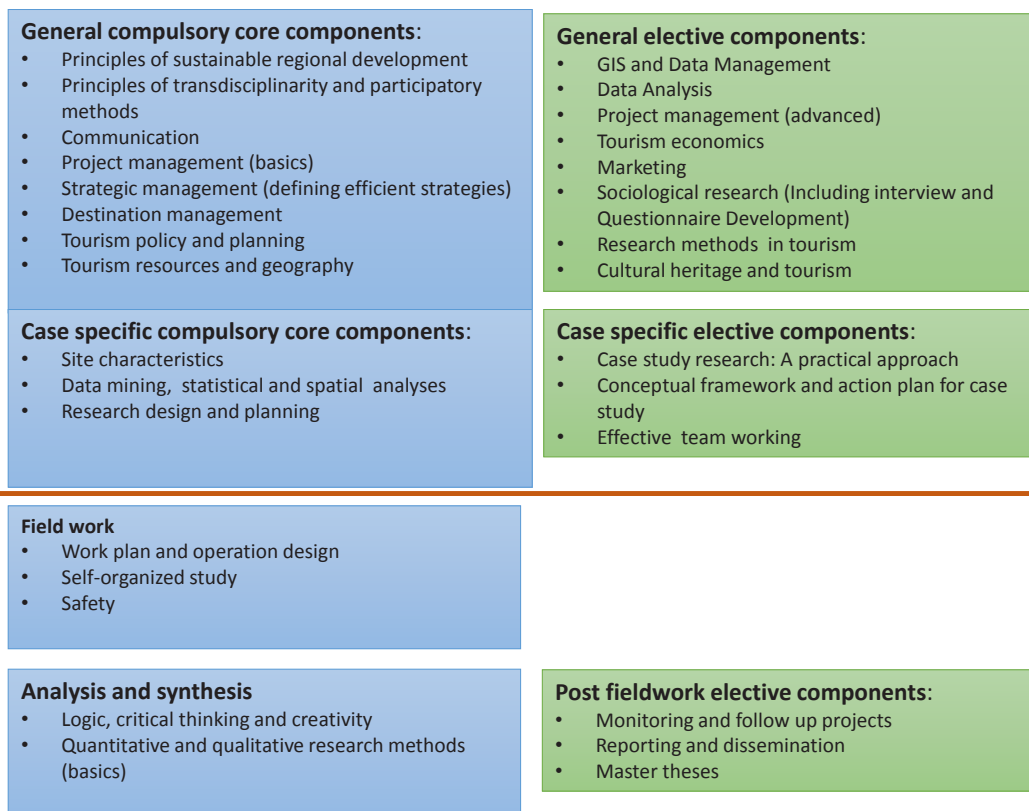 General compulsory core components:
• Principles of sustainable regional development
• Principles of transdisciplinarity and participatory
methods
• Communication
• Project management (basics)
• Strategic management (defining efficient strategies)
• Destination management
• Tourism policy and planning
• Tourism resources and geography
General elective components:
• GIS and Data Management
• Data Analysis
• Project management (advanced)
• Tourism economics
• Marketing
• Sociological research (Including interview and
Questionnaire Development)
• Research methods in tourism
• Cultural heritage and tourism
Case specific compulsory core components:
• Site characteristics
• Data mining, statistical and spatial analyses
• Research design and planning
Case specific elective components:
• Case study research: A practical approach
• Conceptual framework and action plan for case
study
• Effective team working
Field work
• Work plan and operation design
• Self-organized study
• Safety
Analysis and synthesis
• Logic, critical thinking and creativity
• Quantitative and qualitative research methods
(basics)
Post fieldwork elective components:
• Monitoring and follow up projects
• Reporting and dissemination
• Master theses